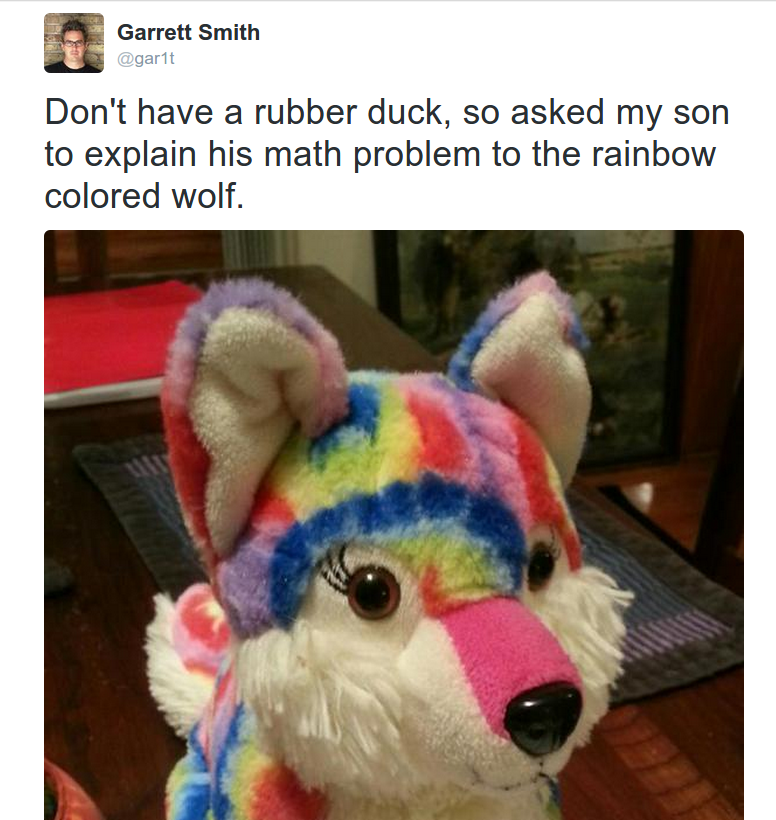 Garrett Smith
@gar1t
Don't have a rubber duck, so asked my son
to explain his math problem to the rainbow
colored wolf.